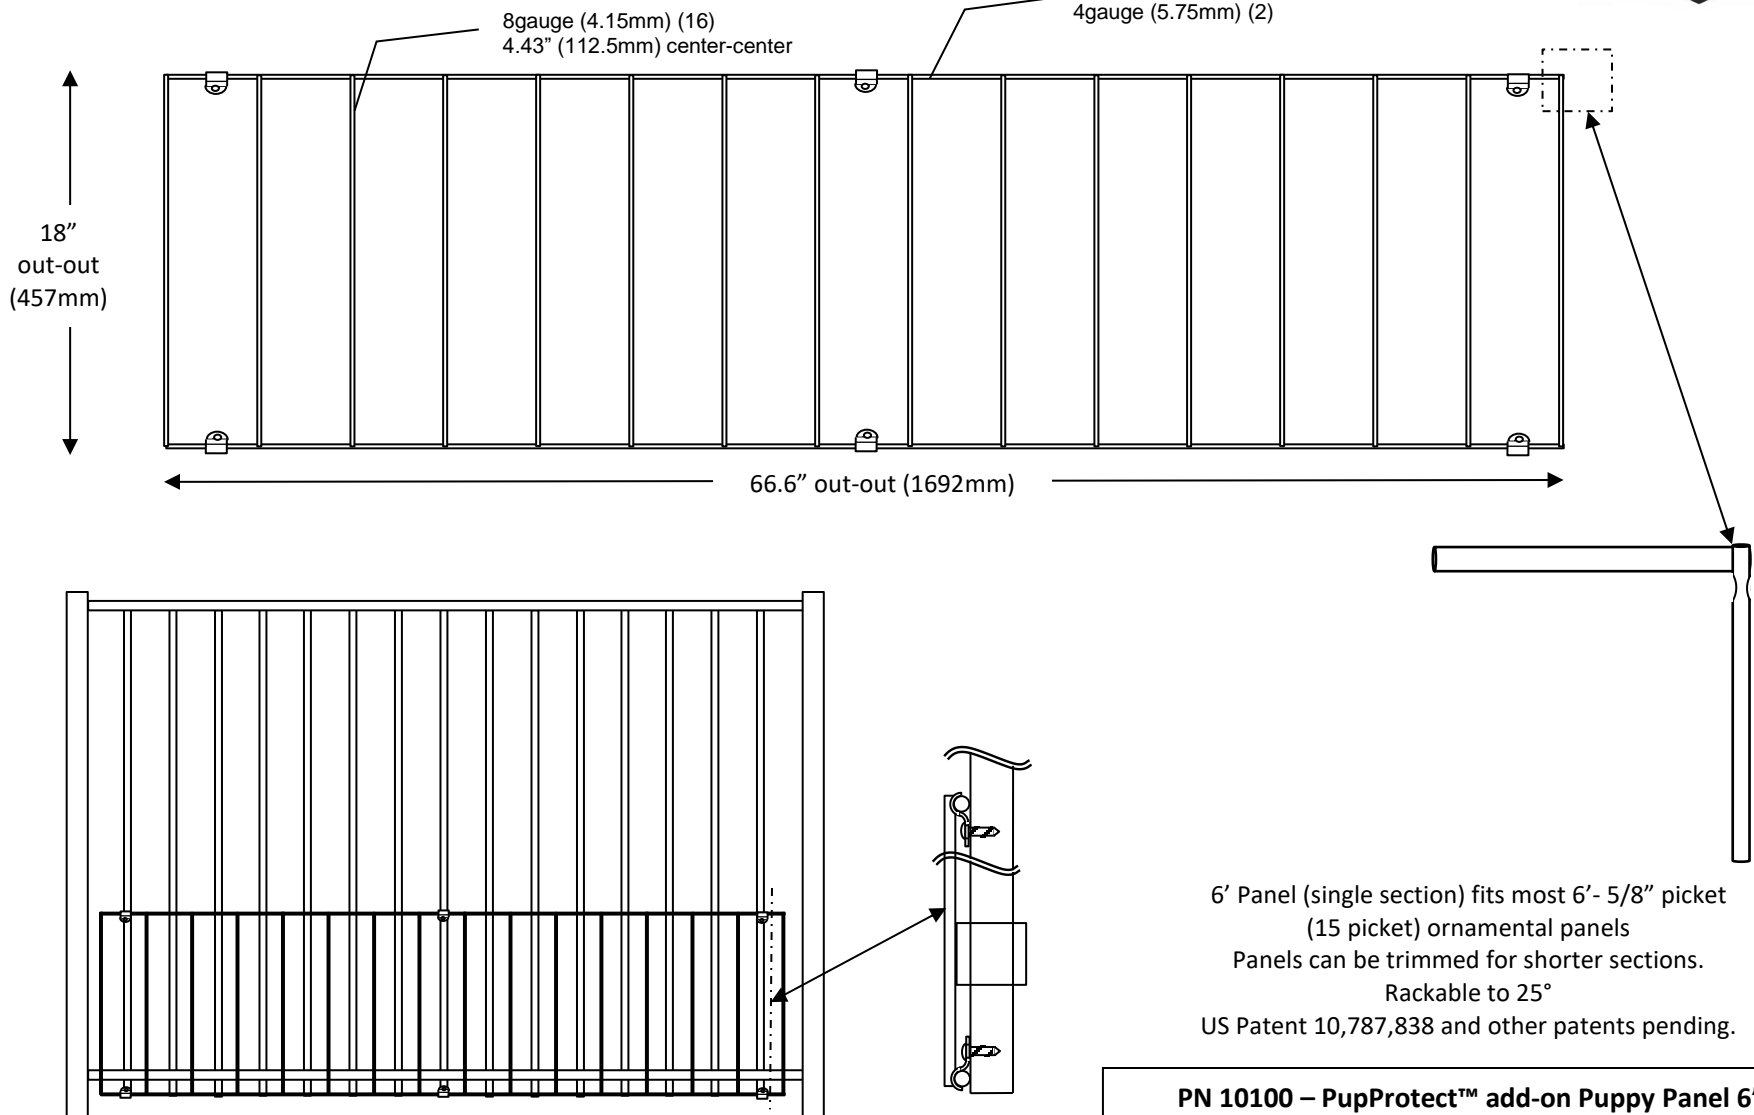 8gauge (4.15mm) (16)
4.43” (112.5mm) center-center
4gauge (5.75mm) (2)
18”
out-out
(457mm)
66.6” out-out (1692mm)
6’ Panel (single section) fits most 6’- 5/8” picket
(15 picket) ornamental panels
Panels can be trimmed for shorter sections.
Rackable to 25°
US Patent 10,787,838 and other patents pending.
PN 10100 – PupProtect™ add-on Puppy Panel 6’